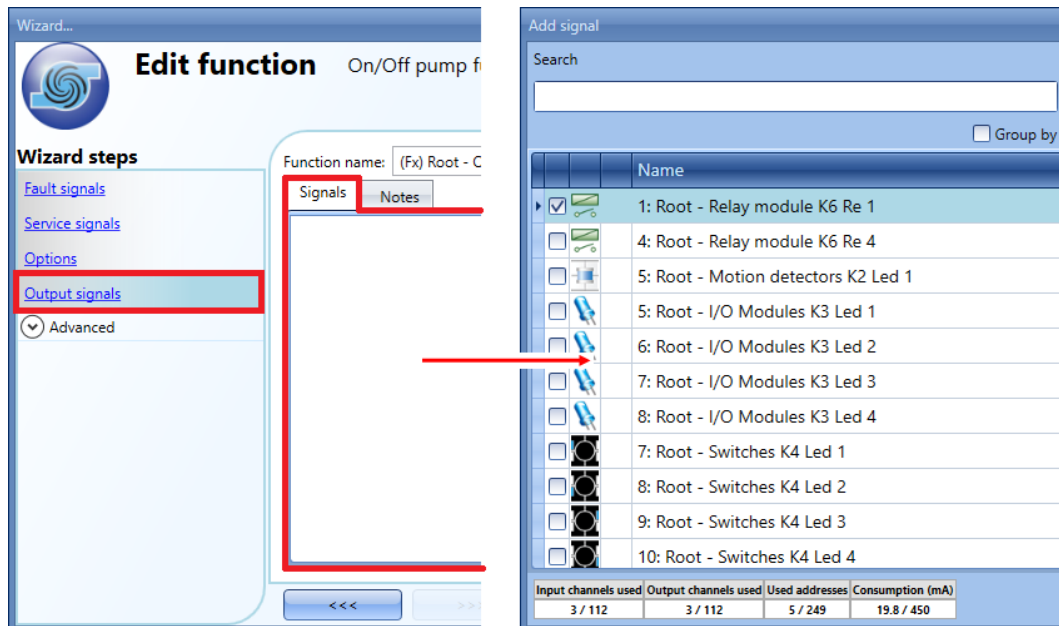 Wizard...
Edit function On/Off pump f
Wizard steps
Fault signals
Service signals
Options
Output signals
Advanced
Function name: (Fx) Root - C
Signals Notes
<<< >>>
Add signal
Search
Group by
Name
1: Root - Relay module K6 Re 1
4: Root - Relay module K6 Re 4
5: Root - Motion detectors K2 Led 1
5: Root - I/O Modules K3 Led 1
6: Root - I/O Modules K3 Led 2
7: Root - I/O Modules K3 Led 3
8: Root - I/O Modules K3 Led 4
7: Root - Switches K4 Led 1
8: Root - Switches K4 Led 2
9: Root - Switches K4 Led 3
10: Root - Switches K4 Led 4
Input channels used Output channels used Used addresses Consumption (mA)
3 / 112 3 / 112 5 / 249 19.8 / 450